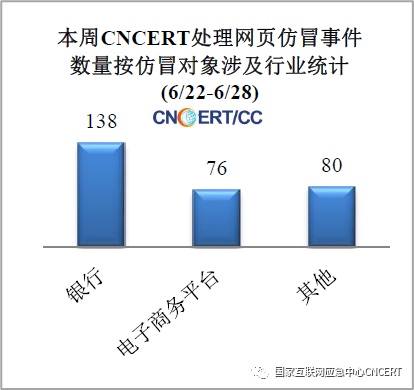 本周CNCERT处理网页仿冒事件
数量按仿冒对象涉及行业统计
(6/22-6/28)
CNCERT/CC
138
76
80
银行
电子商务平台
其他
国家互联网应急中心CNCERT